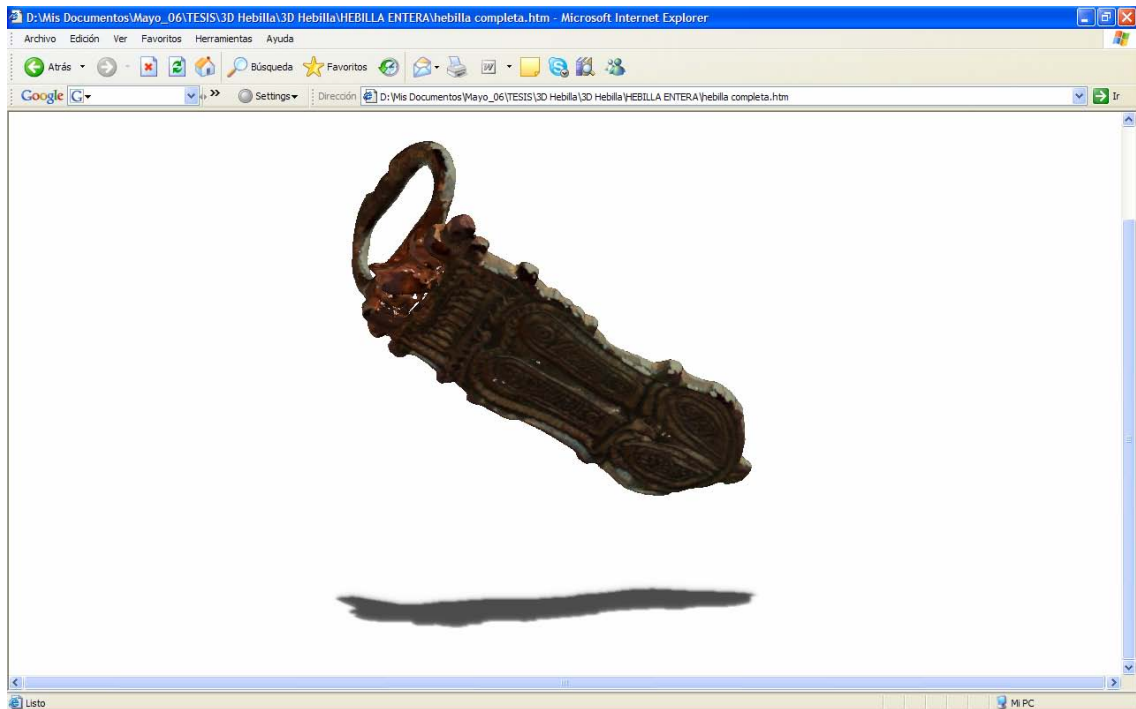 D:\Mis Documentos\Mayo_06\TESIS\3D Hebilla\3D Hebilla\HEBILLA ENTERA\hebilla completa.htm - Microsoft Internet Explorer
Archivo Edición Ver Favoritos Herramientas Ayuda
Atrás Búsqueda Favoritos
Google G Settings Dirección D:\Mis Documentos\Mayo_06\TESIS\3D Hebilla\3D Hebilla\HEBILLA ENTERA\hebilla completa.htm Ir
Listo Mi PC